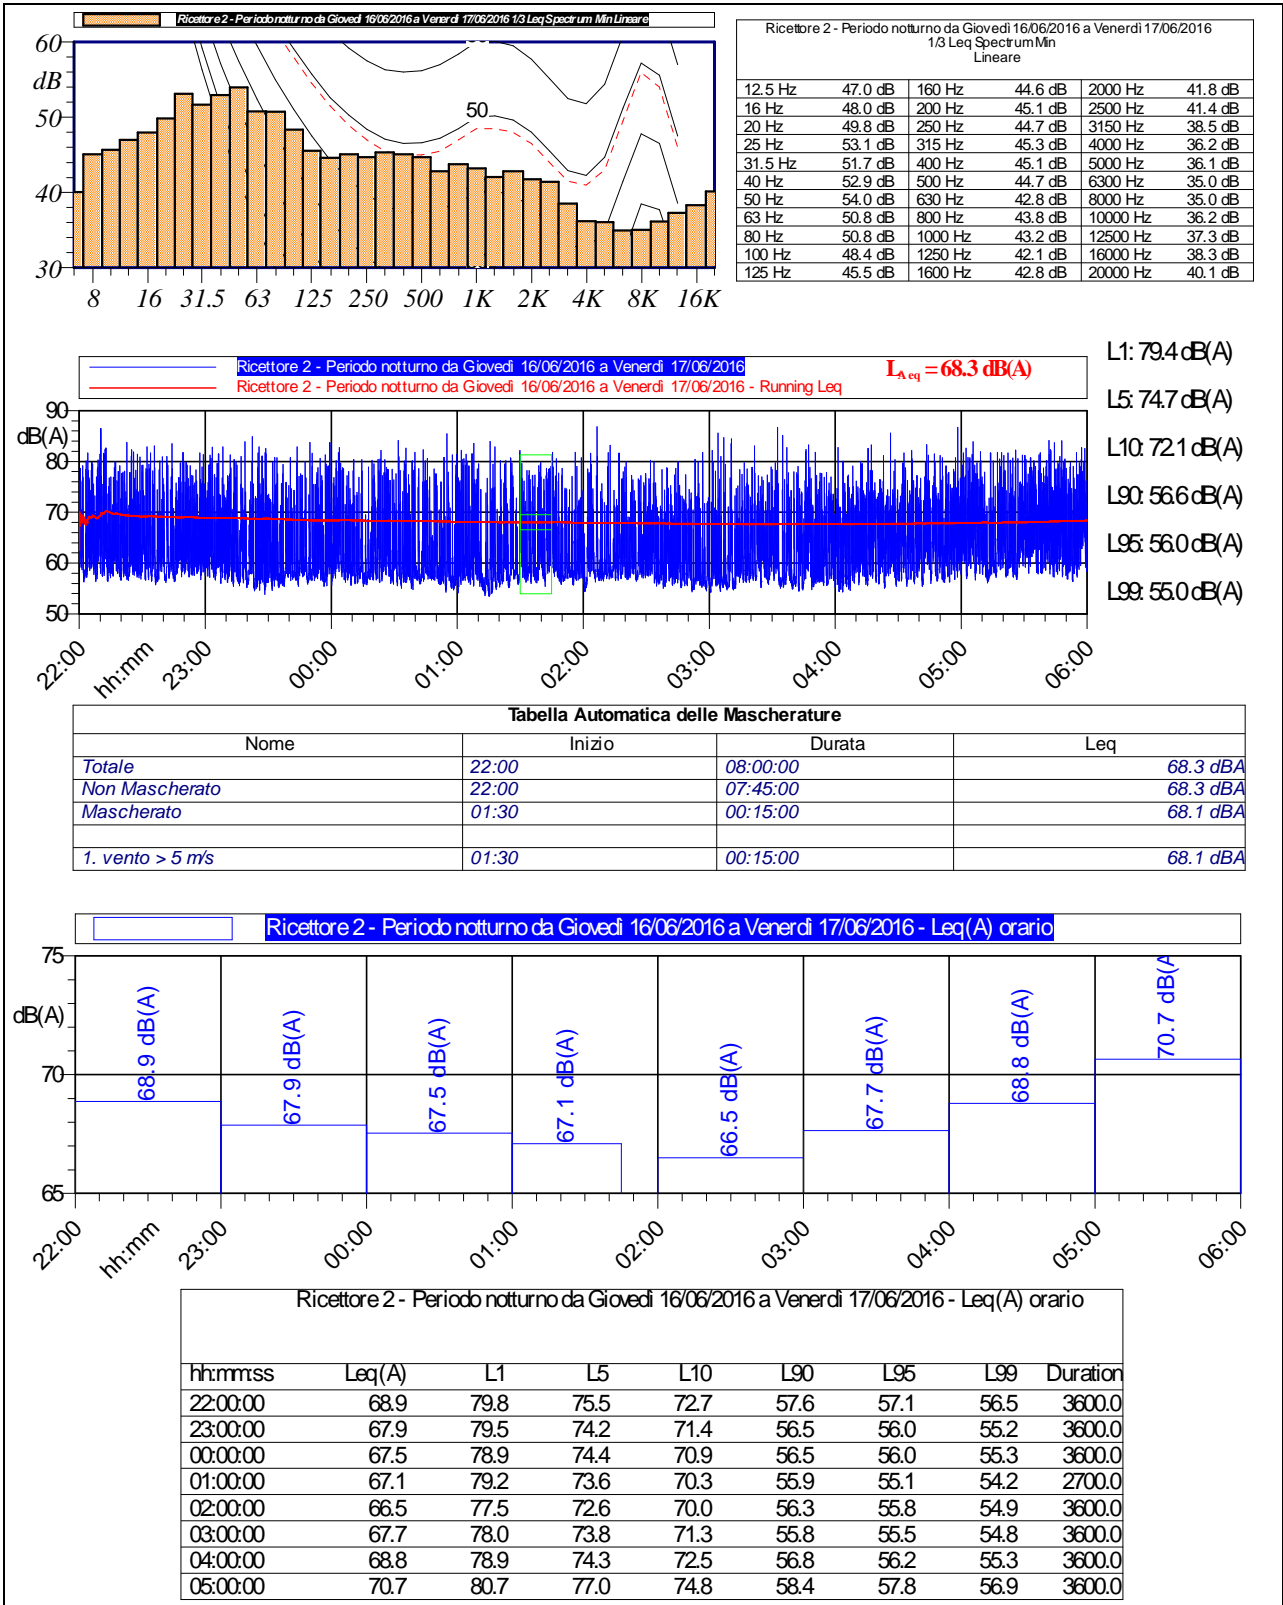 Ricettore 2 - Periodo notturno da Giovedì 16/06/2016 a Venerdì 17/06/2016 1/3 Leq Spectrum Min Lineare
60
dB
50
40
30
50
8 16 31.5 63 125 250 500 1K 2K 4K 8K 16K
Ricettore 2 - Periodo notturno da Giovedì 16/06/2016 a Venerdì 17/06/2016
1/3 Leq Spectrum Min
Lineare
12.5 Hz 47.0 dB 160 Hz 44.6 dB 2000 Hz 41.8 dB
16 Hz 48.0 dB 200 Hz 45.1 dB 2500 Hz 41.4 dB
20 Hz 49.8 dB 250 Hz 44.7 dB 3150 Hz 38.5 dB
25 Hz 53.1 dB 315 Hz 45.3 dB 4000 Hz 36.2 dB
31.5 Hz 51.7 dB 400 Hz 45.1 dB 5000 Hz 36.1 dB
40 Hz 52.9 dB 500 Hz 44.7 dB 6300 Hz 35.0 dB
50 Hz 54.0 dB 630 Hz 42.8 dB 8000 Hz 35.0 dB
63 Hz 50.8 dB 800 Hz 43.8 dB 10000 Hz 36.2 dB
80 Hz 50.8 dB 1000 Hz 43.2 dB 12500 Hz 37.3 dB
100 Hz 48.4 dB 1250 Hz 42.1 dB 16000 Hz 38.3 dB
125 Hz 45.5 dB 1600 Hz 42.8 dB 20000 Hz 40.1 dB
Ricettore 2 - Periodo notturno da Giovedì 16/06/2016 a Venerdì 17/06/2016
Ricettore 2 - Periodo notturno da Giovedì 16/06/2016 a Venerdì 17/06/2016 - Running Leq
LAeq = 68.3 dB(A)
90
dB(A)
80
70
60
50
22:00 hh:mm 23:00 00:00 01:00 02:00 03:00 04:00 05:00 06:00
L1: 79.4 dB(A)
L5: 74.7 dB(A)
L10: 72.1 dB(A)
L90: 56.6 dB(A)
L95: 56.0 dB(A)
L99: 55.0 dB(A)
Tabella Automatica delle Mascherature
Nome Inizio Durata Leq
Totale 22:00 08:00:00 68.3 dBA
Non Mascherato 22:00 07:45:00 68.3 dBA
Mascherato 01:30 00:15:00 68.1 dBA
1. vento > 5 m/s 01:30 00:15:00 68.1 dBA
Ricettore 2 - Periodo notturno da Giovedì 16/06/2016 a Venerdì 17/06/2016 - Leq(A) orario
75
dB(A)
70
65
68.9 dB(A)
67.9 dB(A)
67.5 dB(A)
67.1 dB(A)
66.5 dB(A)
67.7 dB(A)
68.8 dB(A)
70.7 dB(A
22:00 hh:mm 23:00 00:00 01:00 02:00 03:00 04:00 05:00 06:00
Ricettore 2 - Periodo notturno da Giovedì 16/06/2016 a Venerdì 17/06/2016 - Leq(A) orario
hh:mm:ss Leq(A) L1 L5 L10 L90 L95 L99 Duration
22:00:00 68.9 79.8 75.5 72.7 57.6 57.1 56.5 3600.0
23:00:00 67.9 79.5 74.2 71.4 56.5 56.0 55.2 3600.0
00:00:00 67.5 78.9 74.4 70.9 56.5 56.0 55.3 3600.0
01:00:00 67.1 79.2 73.6 70.3 55.9 55.1 54.2 2700.0
02:00:00 66.5 77.5 72.6 70.0 56.3 55.8 54.9 3600.0
03:00:00 67.7 78.0 73.8 71.3 55.8 55.5 54.8 3600.0
04:00:00 68.8 78.9 74.3 72.5 56.8 56.2 55.3 3600.0
05:00:00 70.7 80.7 77.0 74.8 58.4 57.8 56.9 3600.0